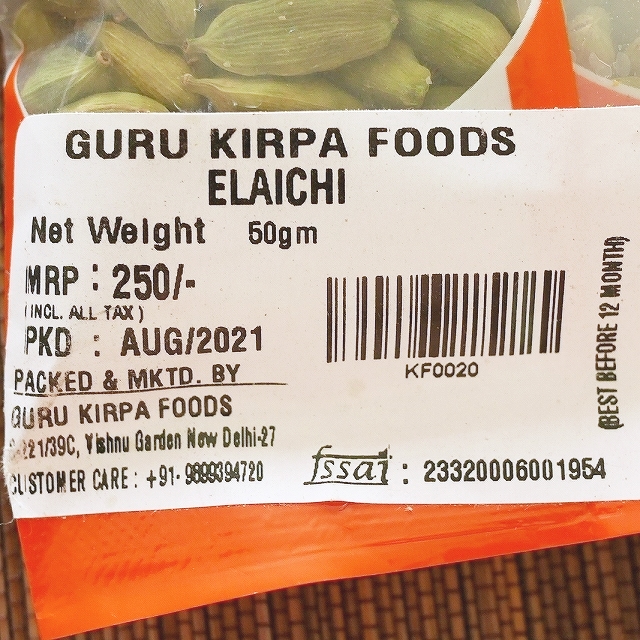 GURU KIRPA FOODS
ELAICHI
Net Weight 50gm
MRP : 250/-
(INCL. ALL TAX)
PKD : AUG/2021
PACKED & MKTD. BY
GURU KIRPA FOODS
Vishnu Garden New Delhi-27
CUSTOMER CARE : +91-9899394720
KF0020
fssai : 23320006001954
(BEST BEFORE 12 MONTH)